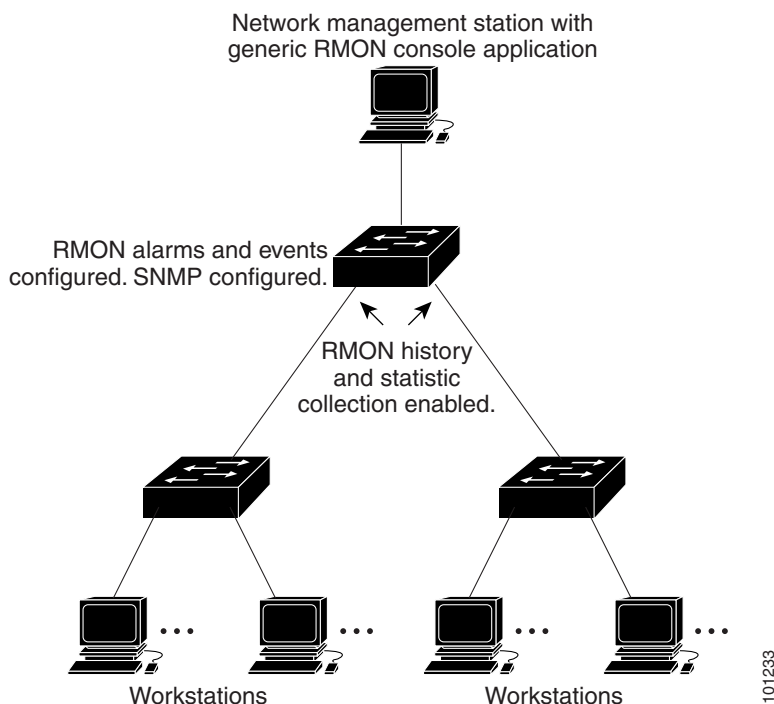 Network management station with
generic RMON console application
RMON alarms and events
configured. SNMP configured.
RMON history
and statistic
collection enabled.
Workstations
Workstations
101233